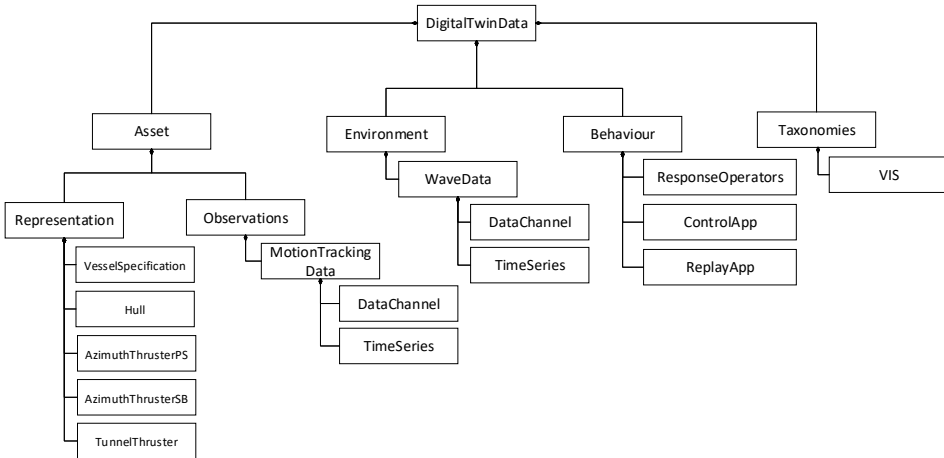 DigitalTwinData
Asset
Environment
Behaviour
Taxonomies
Representation
Observations
WaveData
ResponseOperators
VIS
VesselSpecification
MotionTracking
Data
DataChannel
ControlApp
Hull
DataChannel
TimeSeries
ReplayApp
AzimuthThrusterPS
TimeSeries
AzimuthThrusterSB
TunnelThruster